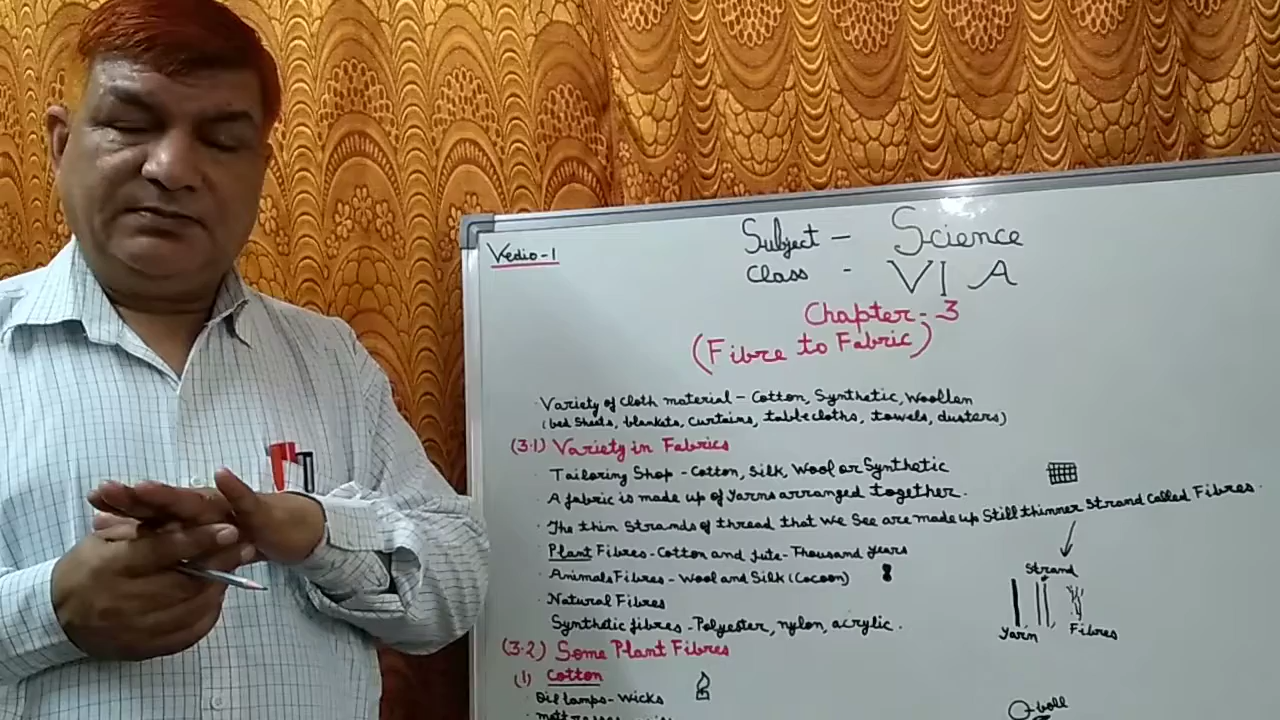 Vedio-1
Subject - Science
Class - VI A
Chapter-3
(Fibre to Fabric)
Variety of cloth material - Cotton, Synthetic, Woollen
(bed Sheets, blankets, Curtains, tablecloths, towels, dusters)
(3.1) Variety in Fabrics
Tailoring Shop - Cotton, Silk, Wool or Synthetic
A fabric is made up of Yarns arranged together.
The thin Strands of thread that We See are made up Still thinner Strand Called Fibres.
Plant Fibres - Cotton and Jute - Thousand years
Animals Fibres - Wool and Silk (Cocoon)
Natural Fibres
Synthetic fibres - Polyester, nylon, acrylic.
Strand
Yarn
Fibres
(3.2) Some Plant Fibres
(1) Cotton
Oil lamps - Wicks
boll